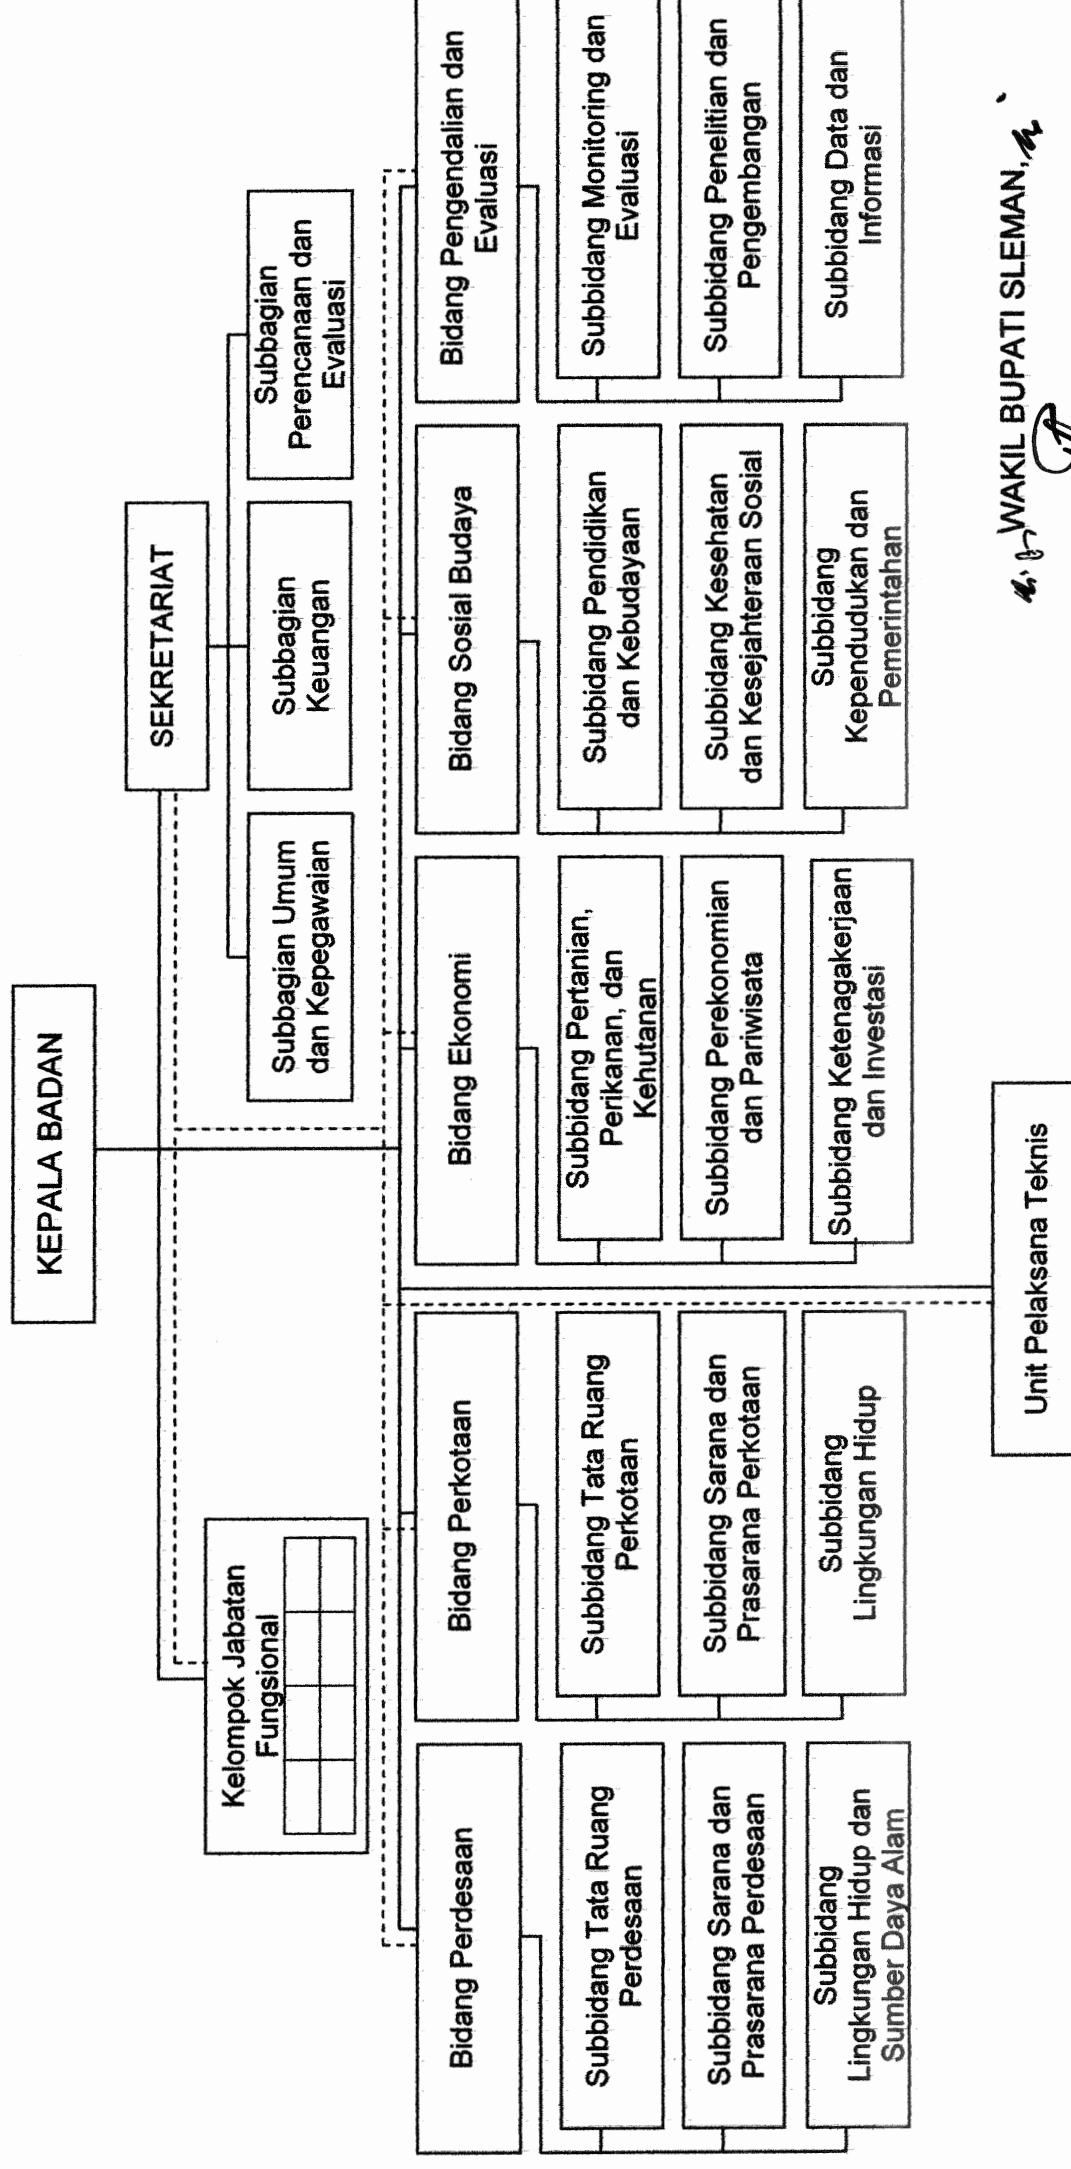 KEPALA BADAN
SEKRETARIAT
Kelompok Jabatan
Fungsional
Subbagian Umum
dan Kepegawaian
Subbagian
Keuangan
Subbagian
Perencanaan dan
Evaluasi
Bidang Perdesaan
Subbidang Tata Ruang
Perdesaan
Subbidang Sarana dan
Prasarana Perdesaan
Subbidang
Lingkungan Hidup dan
Sumber Daya Alam
Bidang Perkotaan
Subbidang Tata Ruang
Perkotaan
Subbidang Sarana dan
Prasarana Perkotaan
Subbidang
Lingkungan Hidup
Bidang Ekonomi
Subbidang Pertanian,
Perikanan, dan
Kehutanan
Subbidang Perekonomian
dan Pariwisata
Subbidang Ketenagakerjaan
dan Investasi
Bidang Sosial Budaya
Subbidang Pendidikan
dan Kebudayaan
Subbidang Kesehatan
dan Kesejahteraan Sosial
Subbidang
Kependudukan dan
Pemerintahan
Bidang Pengendalian dan
Evaluasi
Subbidang Monitoring dan
Evaluasi
Subbidang Penelitian dan
Pengembangan
Subbidang Data dan
Informasi
Unit Pelaksana Teknis
WAKIL BUPATI SLEMAN,